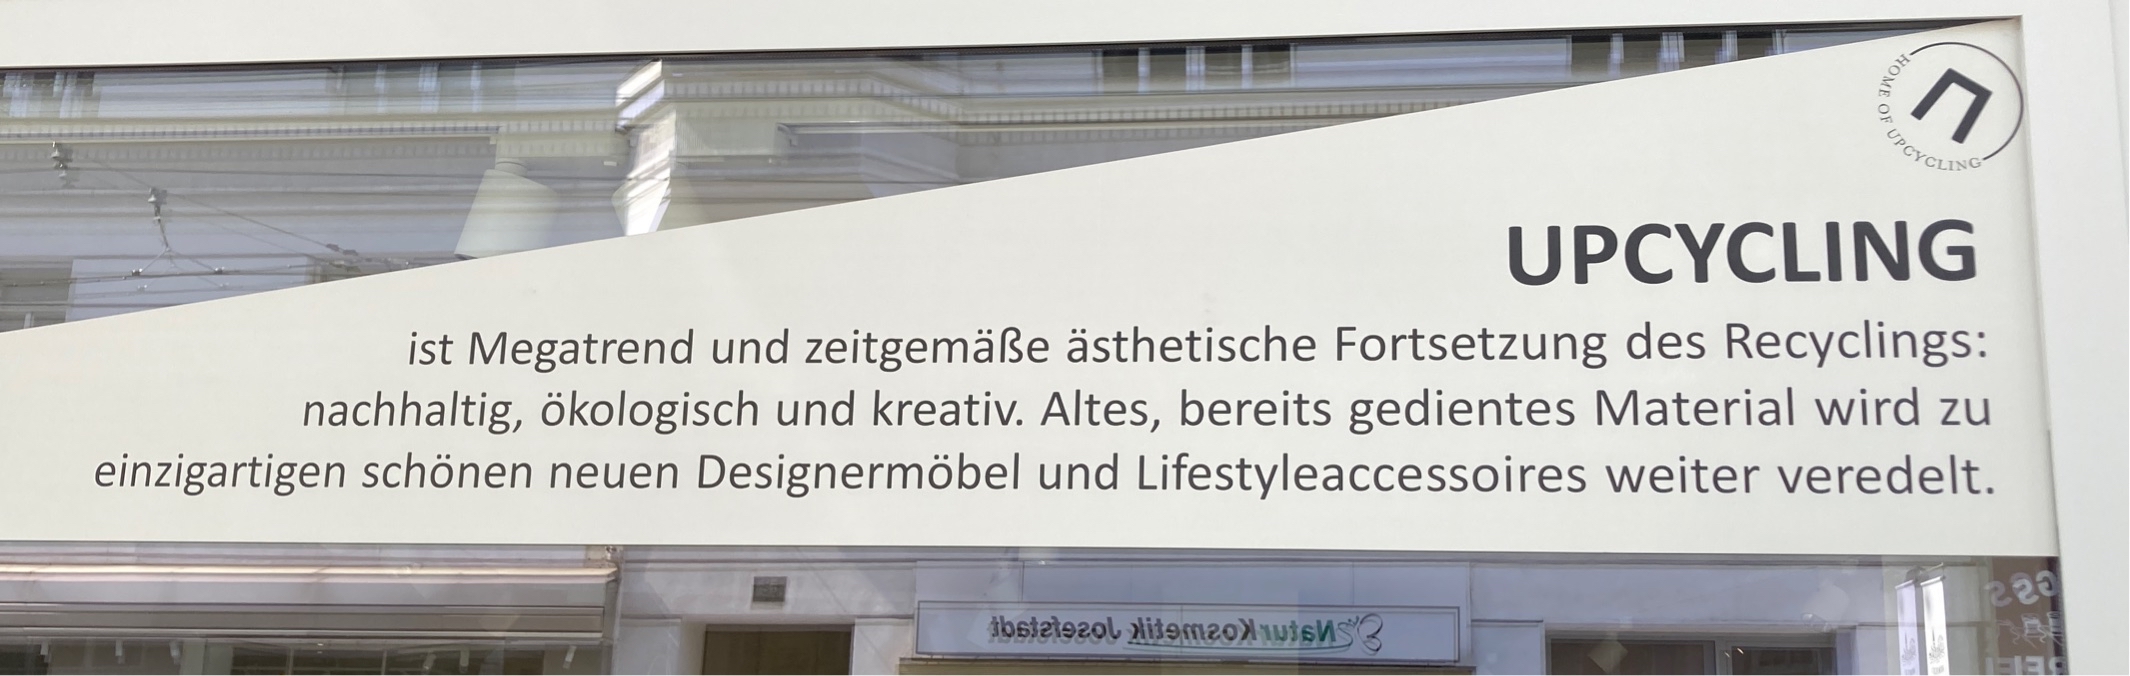 HOME OF UPCYCLING
UPCYCLING
ist Megatrend und zeitgemäße ästhetische Fortsetzung des Recyclings:
nachhaltig, ökologisch und kreativ. Altes, bereits gedientes Material wird zu
einzigartigen schönen neuen Designermöbel und Lifestyleaccessoires weiter veredelt.
NaturKosmetik Josefstadt